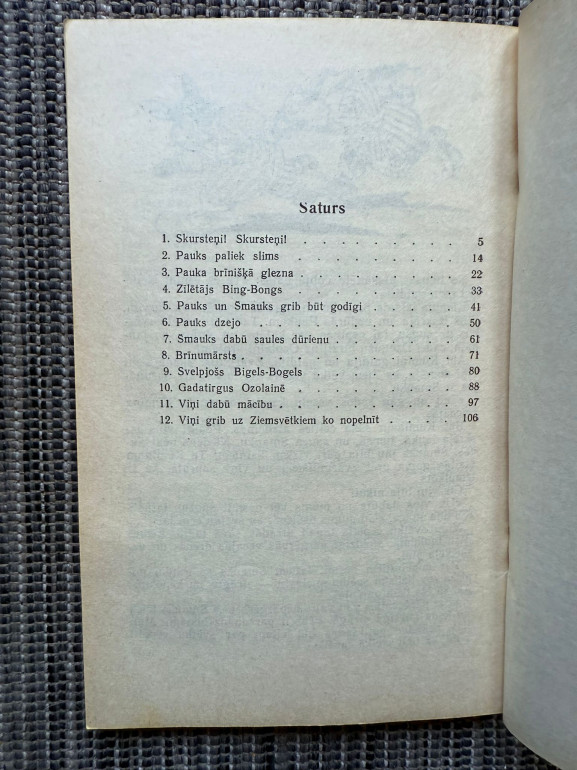 Saturs
1. Skursteņi! Skursteņi! . . . . . . . . 5
2. Pauks paliek slims . . . . . . . . 14
3. Pauka brīnišķā glezna . . . . . . . . 22
4. Zīlētājs Bing-Bongs . . . . . . . . 33
5. Pauks un Šmauks grib būt godīgi . . . . . 41
6. Pauks dzejo . . . . . . . . . . 50
7. Šmauks dabū saules dūrienu . . . . . . 61
8. Brīnumārsts . . . . . . . . . . . 71
9. Svelpjošs Bigels-Bogels . . . . . . . . 80
10. Gadatirgus Ozolainē . . . . . . . . 88
11. Viņi dabū mācību . . . . . . . . . 97
12. Viņi grib uz Ziemsvētkiem ko nopelnīt . . . . 106